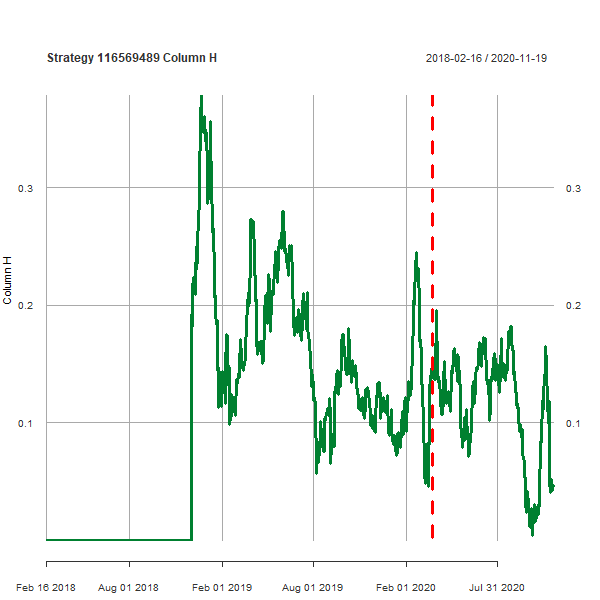 Strategy 116569489 Column H
2018-02-16 / 2020-11-19
Column H
0.3
0.3
0.2
0.2
0.1
0.1
Feb 16 2018
Aug 01 2018
Feb 01 2019
Aug 01 2019
Feb 01 2020
Jul 31 2020